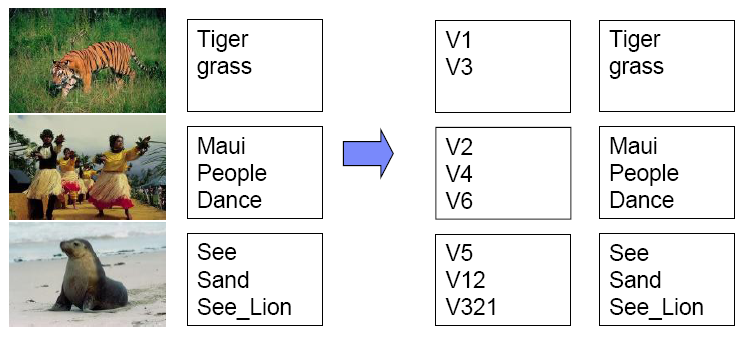 Tiger
grass
V1
V3
Tiger
grass
Maui
People
Dance
V2
V4
V6
Maui
People
Dance
See
Sand
See_Lion
V5
V12
V321
See
Sand
See_Lion